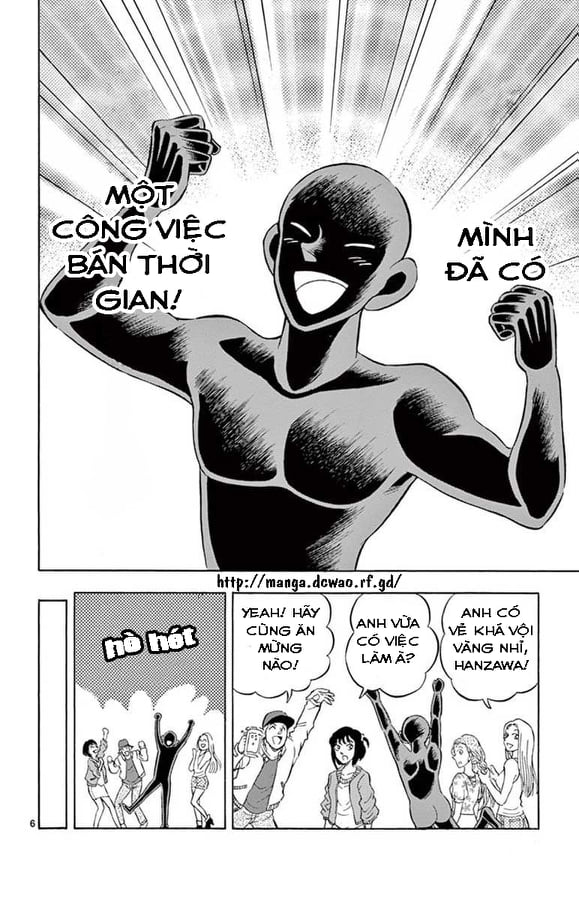 MÌNH
ĐÃ CÓ
MỘT
CÔNG VIỆC
BÁN THỜI
GIAN!
http://manga.dcwao.rf.gd/
ANH CÓ
VẺ KHÁ VỘI
VÀNG NHỈ,
HANZAWA!
ANH VỪA
CÓ VIỆC
LÀM À?
YEAH! HÃY
CÙNG ĂN
MỪNG
NÀO!
hò hét
6